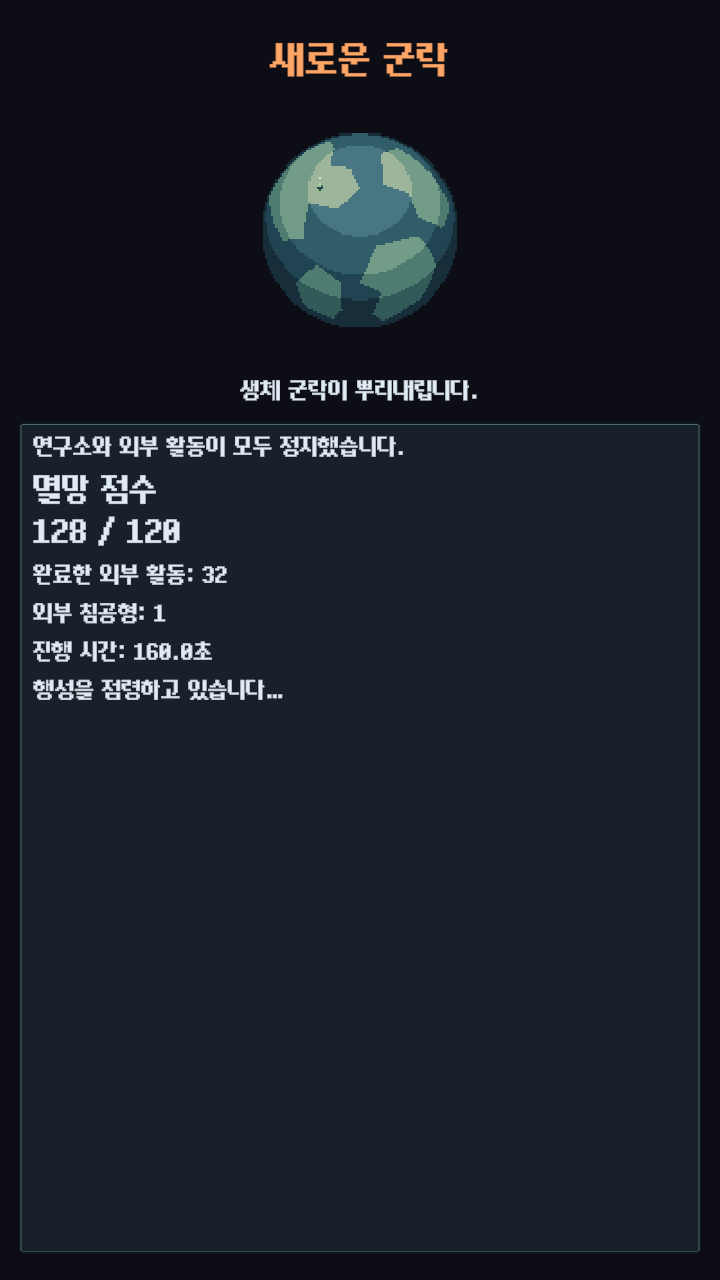 새로운 군락
생체 군락이 뿌리내립니다.
연구소와 외부 활동이 모두 정지했습니다.
멸망 점수
128 / 120
완료한 외부 활동: 32
외부 침공형: 1
진행 시간: 160.0초
행성을 점령하고 있습니다...